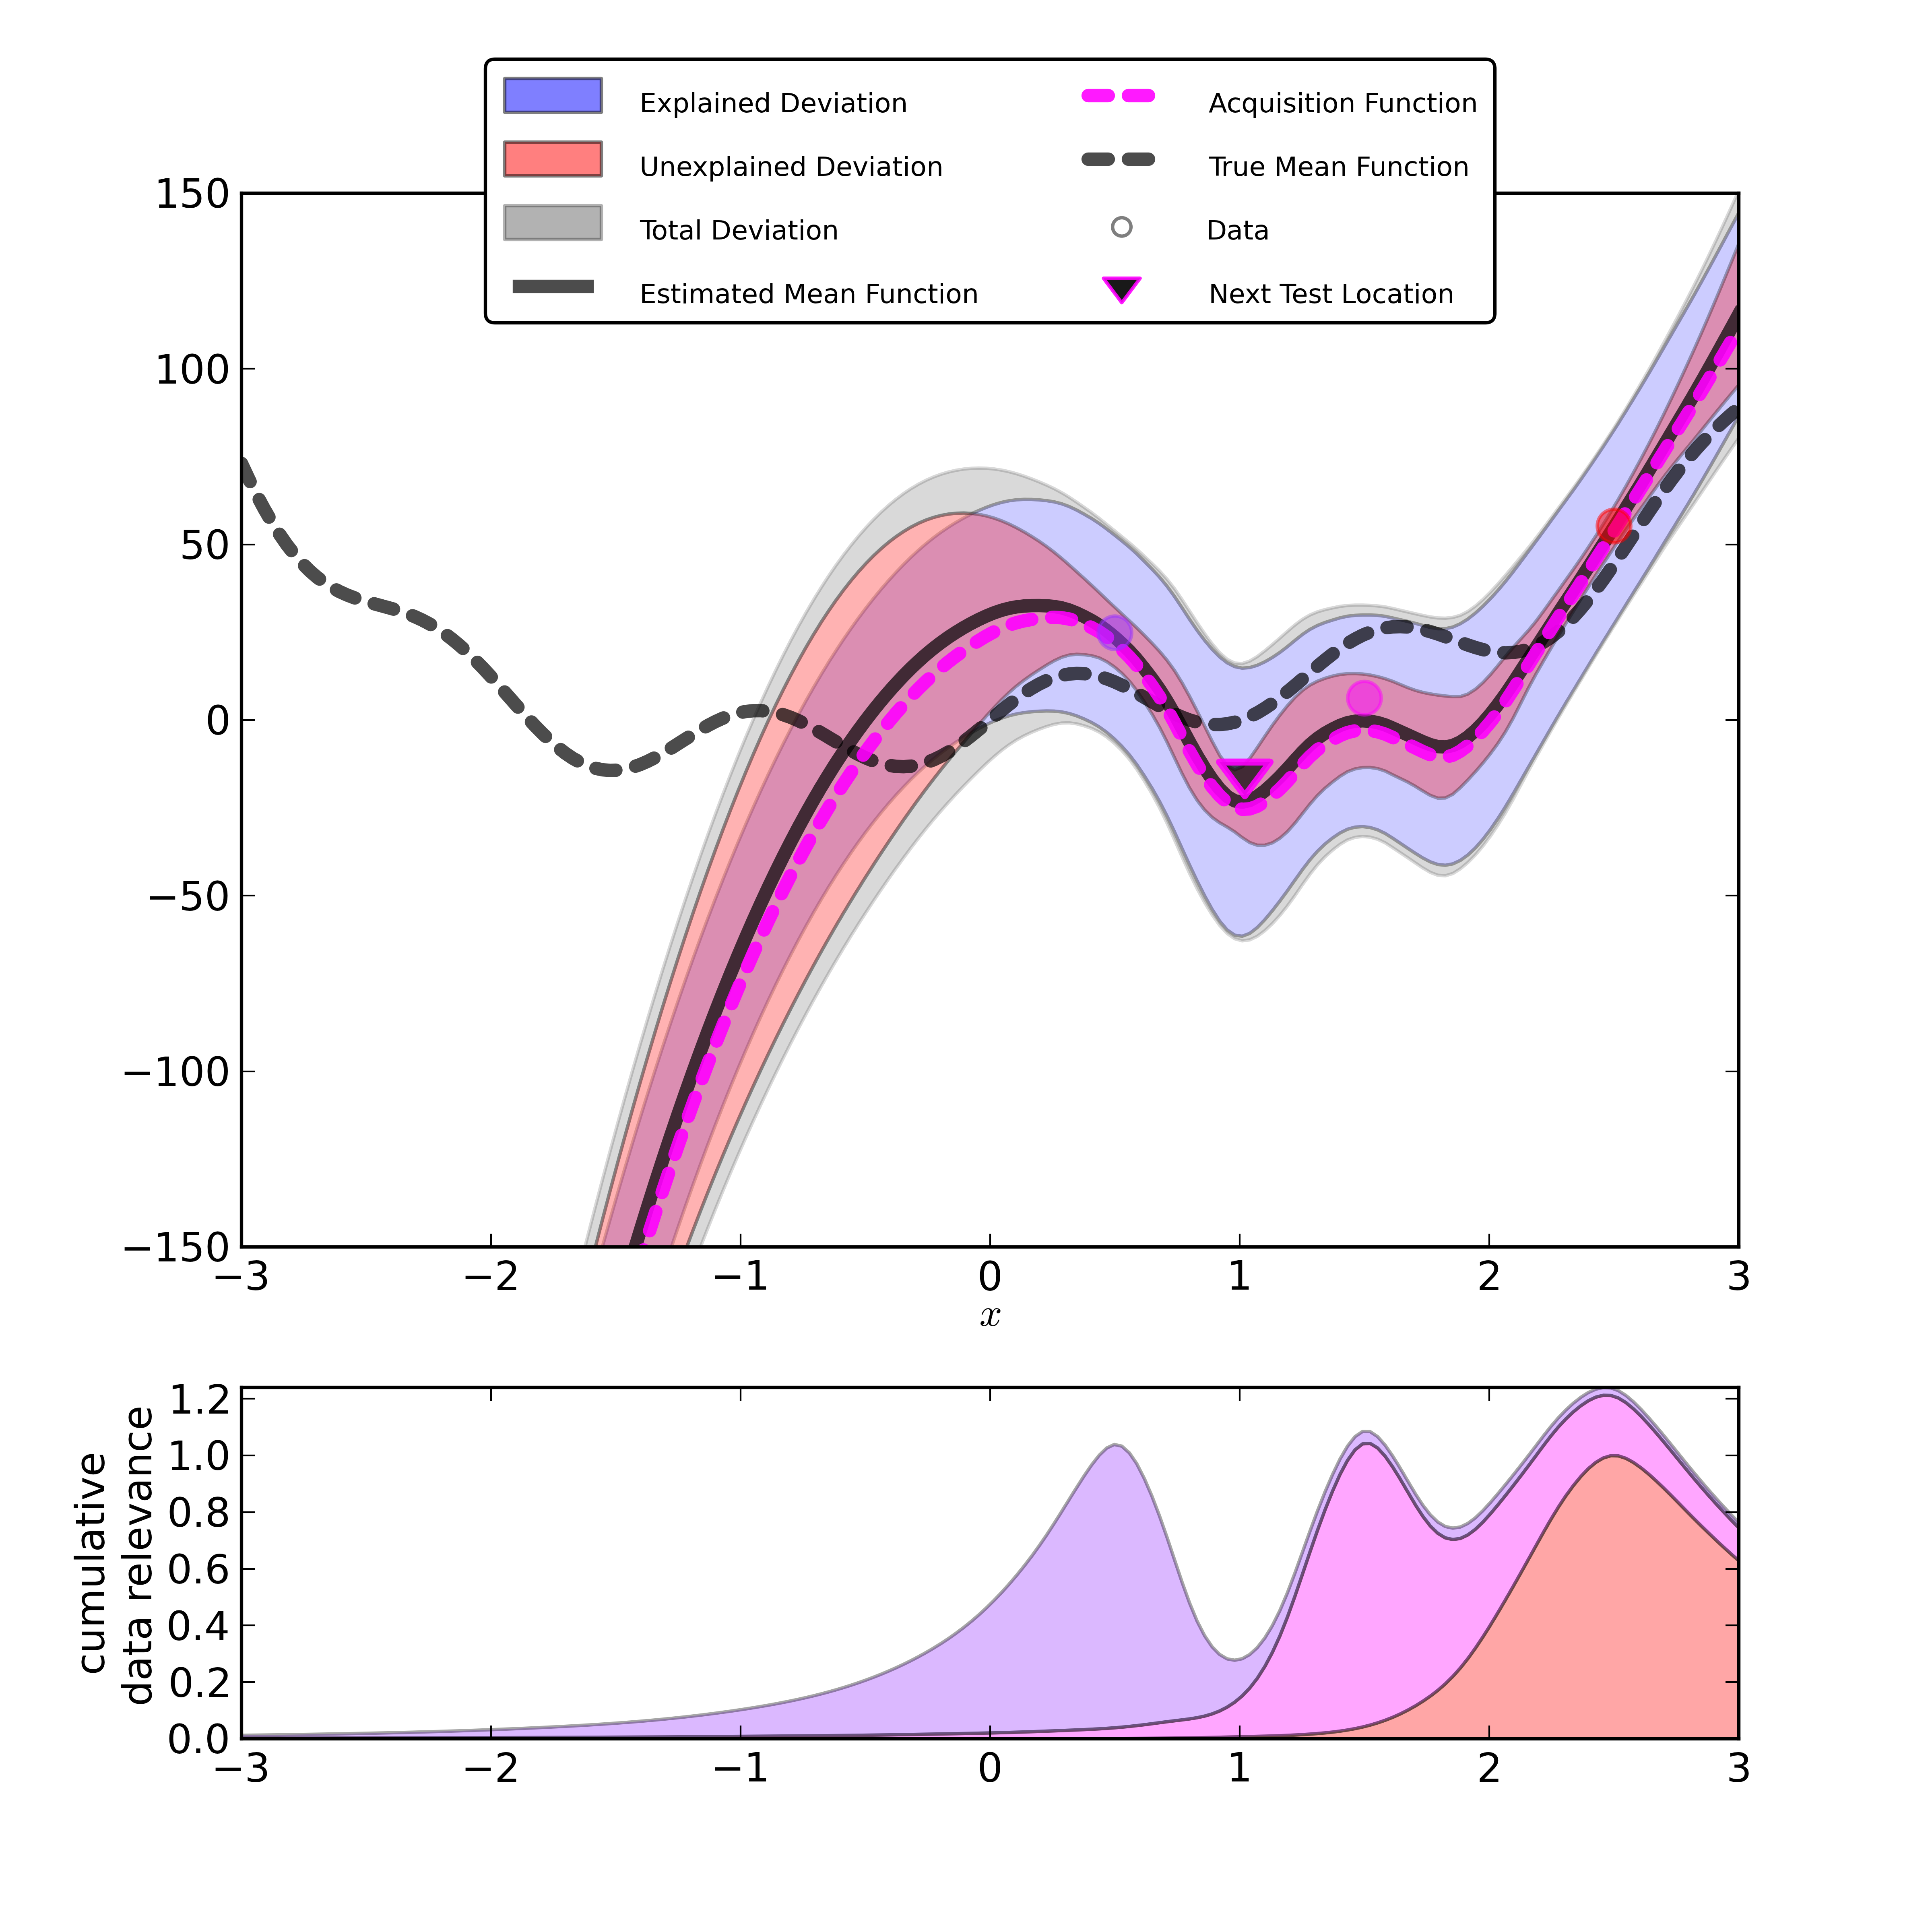 Explained Deviation
Unexplained Deviation
Total Deviation
Estimated Mean Function
Acquisition Function
True Mean Function
Data
Next Test Location
150
100
50
0
−50
−100
−150
−3 −2 −1 0 1 2 3
x
cumulative
data relevance
1.2
1.0
0.8
0.6
0.4
0.2
0.0
−3 −2 −1 0 1 2 3